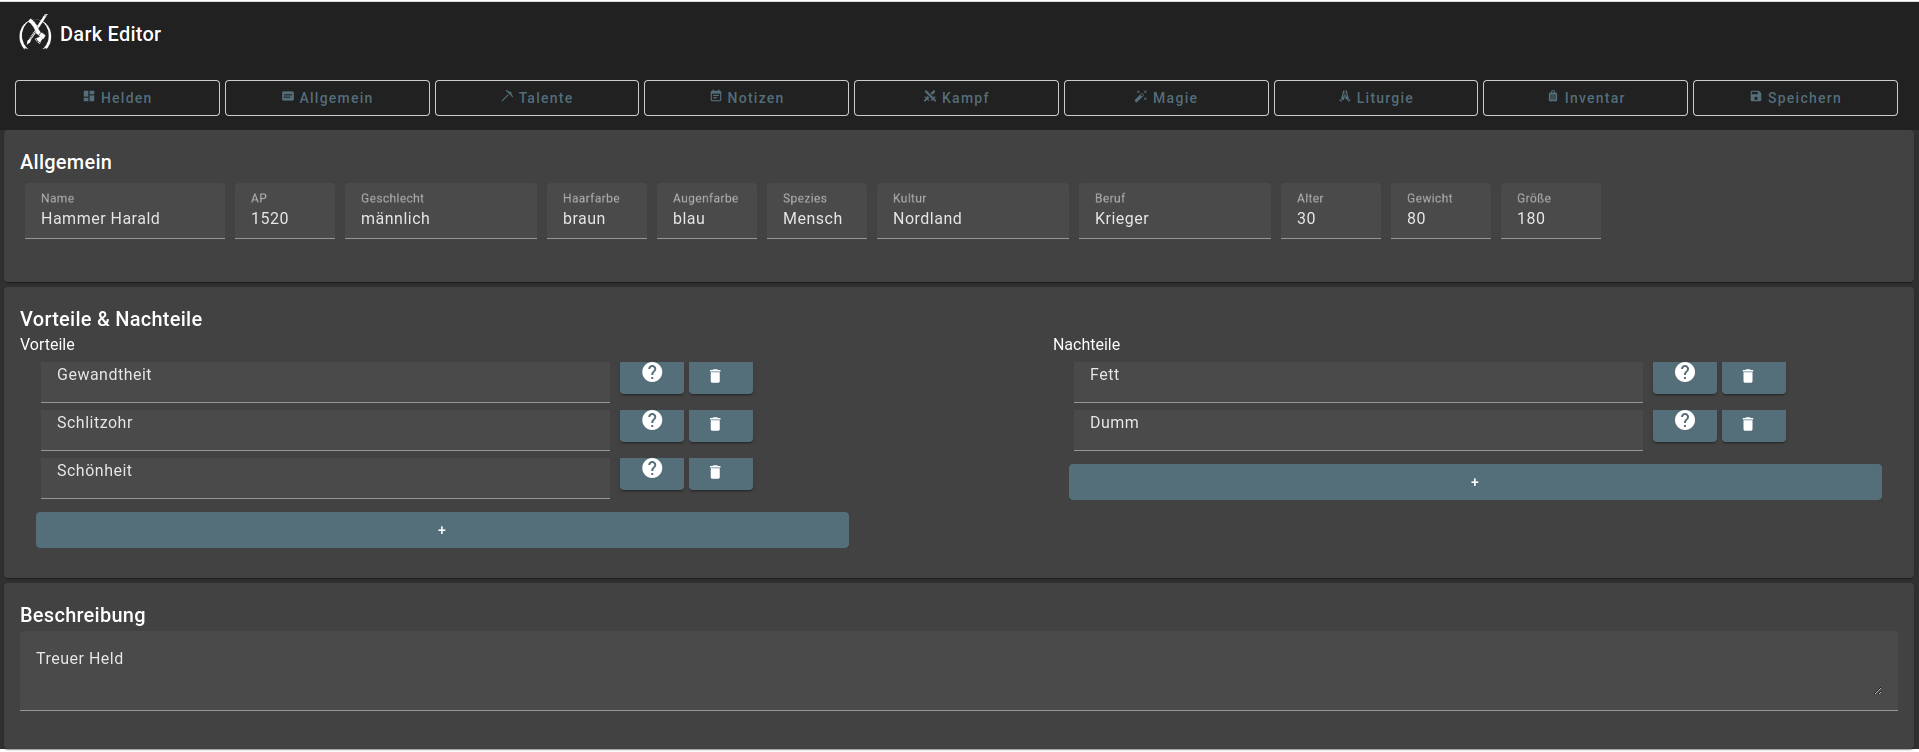 Dark Editor
Helden Allgemein Talente Notizen Kampf Magie Liturgie Inventar Speichern
Allgemein
Name AP Geschlecht Haarfarbe Augenfarbe Spezies Kultur Beruf Alter Gewicht Größe
Hammer Harald 1520 männlich braun blau Mensch Nordland Krieger 30 80 180
Vorteile & Nachteile
Vorteile
Gewandtheit
Schlitzohr
Schönheit
+
Nachteile
Fett
Dumm
+
Beschreibung
Treuer Held